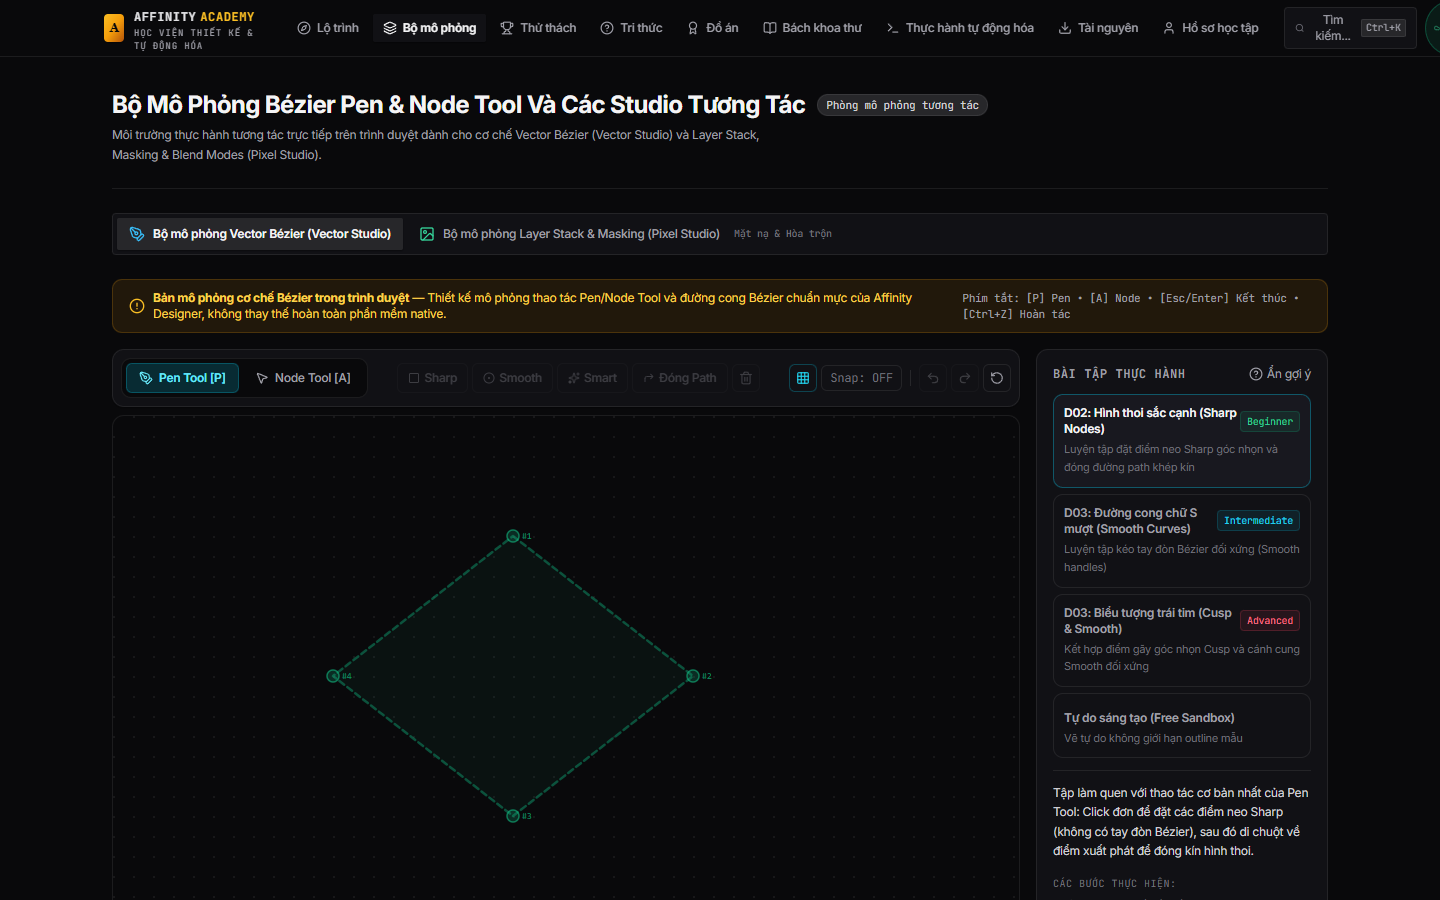 A
AFFINITY ACADEMY
HỌC VIỆN THIẾT KẾ &
TỰ ĐỘNG HÓA
Lộ trình
Bộ mô phỏng
Thử thách
Tri thức
Đồ án
Bách khoa thư
Thực hành tự động hóa
Tài nguyên
Hồ sơ học tập
Tìm
kiếm...
Ctrl+K
Bộ Mô Phỏng Bézier Pen & Node Tool Và Các Studio Tương Tác
Phòng mô phỏng tương tác
Môi trường thực hành tương tác trực tiếp trên trình duyệt dành cho cơ chế Vector Bézier (Vector Studio) và Layer Stack,
Masking & Blend Modes (Pixel Studio).
Bộ mô phỏng Vector Bézier (Vector Studio)
Bộ mô phỏng Layer Stack & Masking (Pixel Studio)
Mặt nạ & Hòa trộn
Bản mô phỏng cơ chế Bézier trong trình duyệt — Thiết kế mô phỏng thao tác Pen/Node Tool và đường cong Bézier chuẩn mực của Affinity
Designer, không thay thế hoàn toàn phần mềm native.
Phím tắt: [P] Pen • [A] Node • [Esc/Enter] Kết thúc •
[Ctrl+Z] Hoàn tác
Pen Tool [P]
Node Tool [A]
Sharp
Smooth
Smart
Đóng Path
Snap: OFF
BÀI TẬP THỰC HÀNH
Ẩn gợi ý
D02: Hình thoi sắc cạnh (Sharp
Nodes)
Beginner
Luyện tập đặt điểm neo Sharp góc nhọn và
đóng đường path khép kín
D03: Đường cong chữ S
mượt (Smooth Curves)
Intermediate
Luyện tập kéo tay đòn Bézier đối xứng (Smooth
handles)
D03: Biểu tượng trái tim (Cusp
& Smooth)
Advanced
Kết hợp điểm gãy góc nhọn Cusp và cánh cung
Smooth đối xứng
Tự do sáng tạo (Free Sandbox)
Vẽ tự do không giới hạn outline mẫu
Tập làm quen với thao tác cơ bản nhất của Pen
Tool: Click đơn để đặt các điểm neo Sharp
(không có tay đòn Bézier), sau đó di chuột về
điểm xuất phát để đóng kín hình thoi.
CÁC BƯỚC THỰC HIỆN:
#1
#2
#3
#4